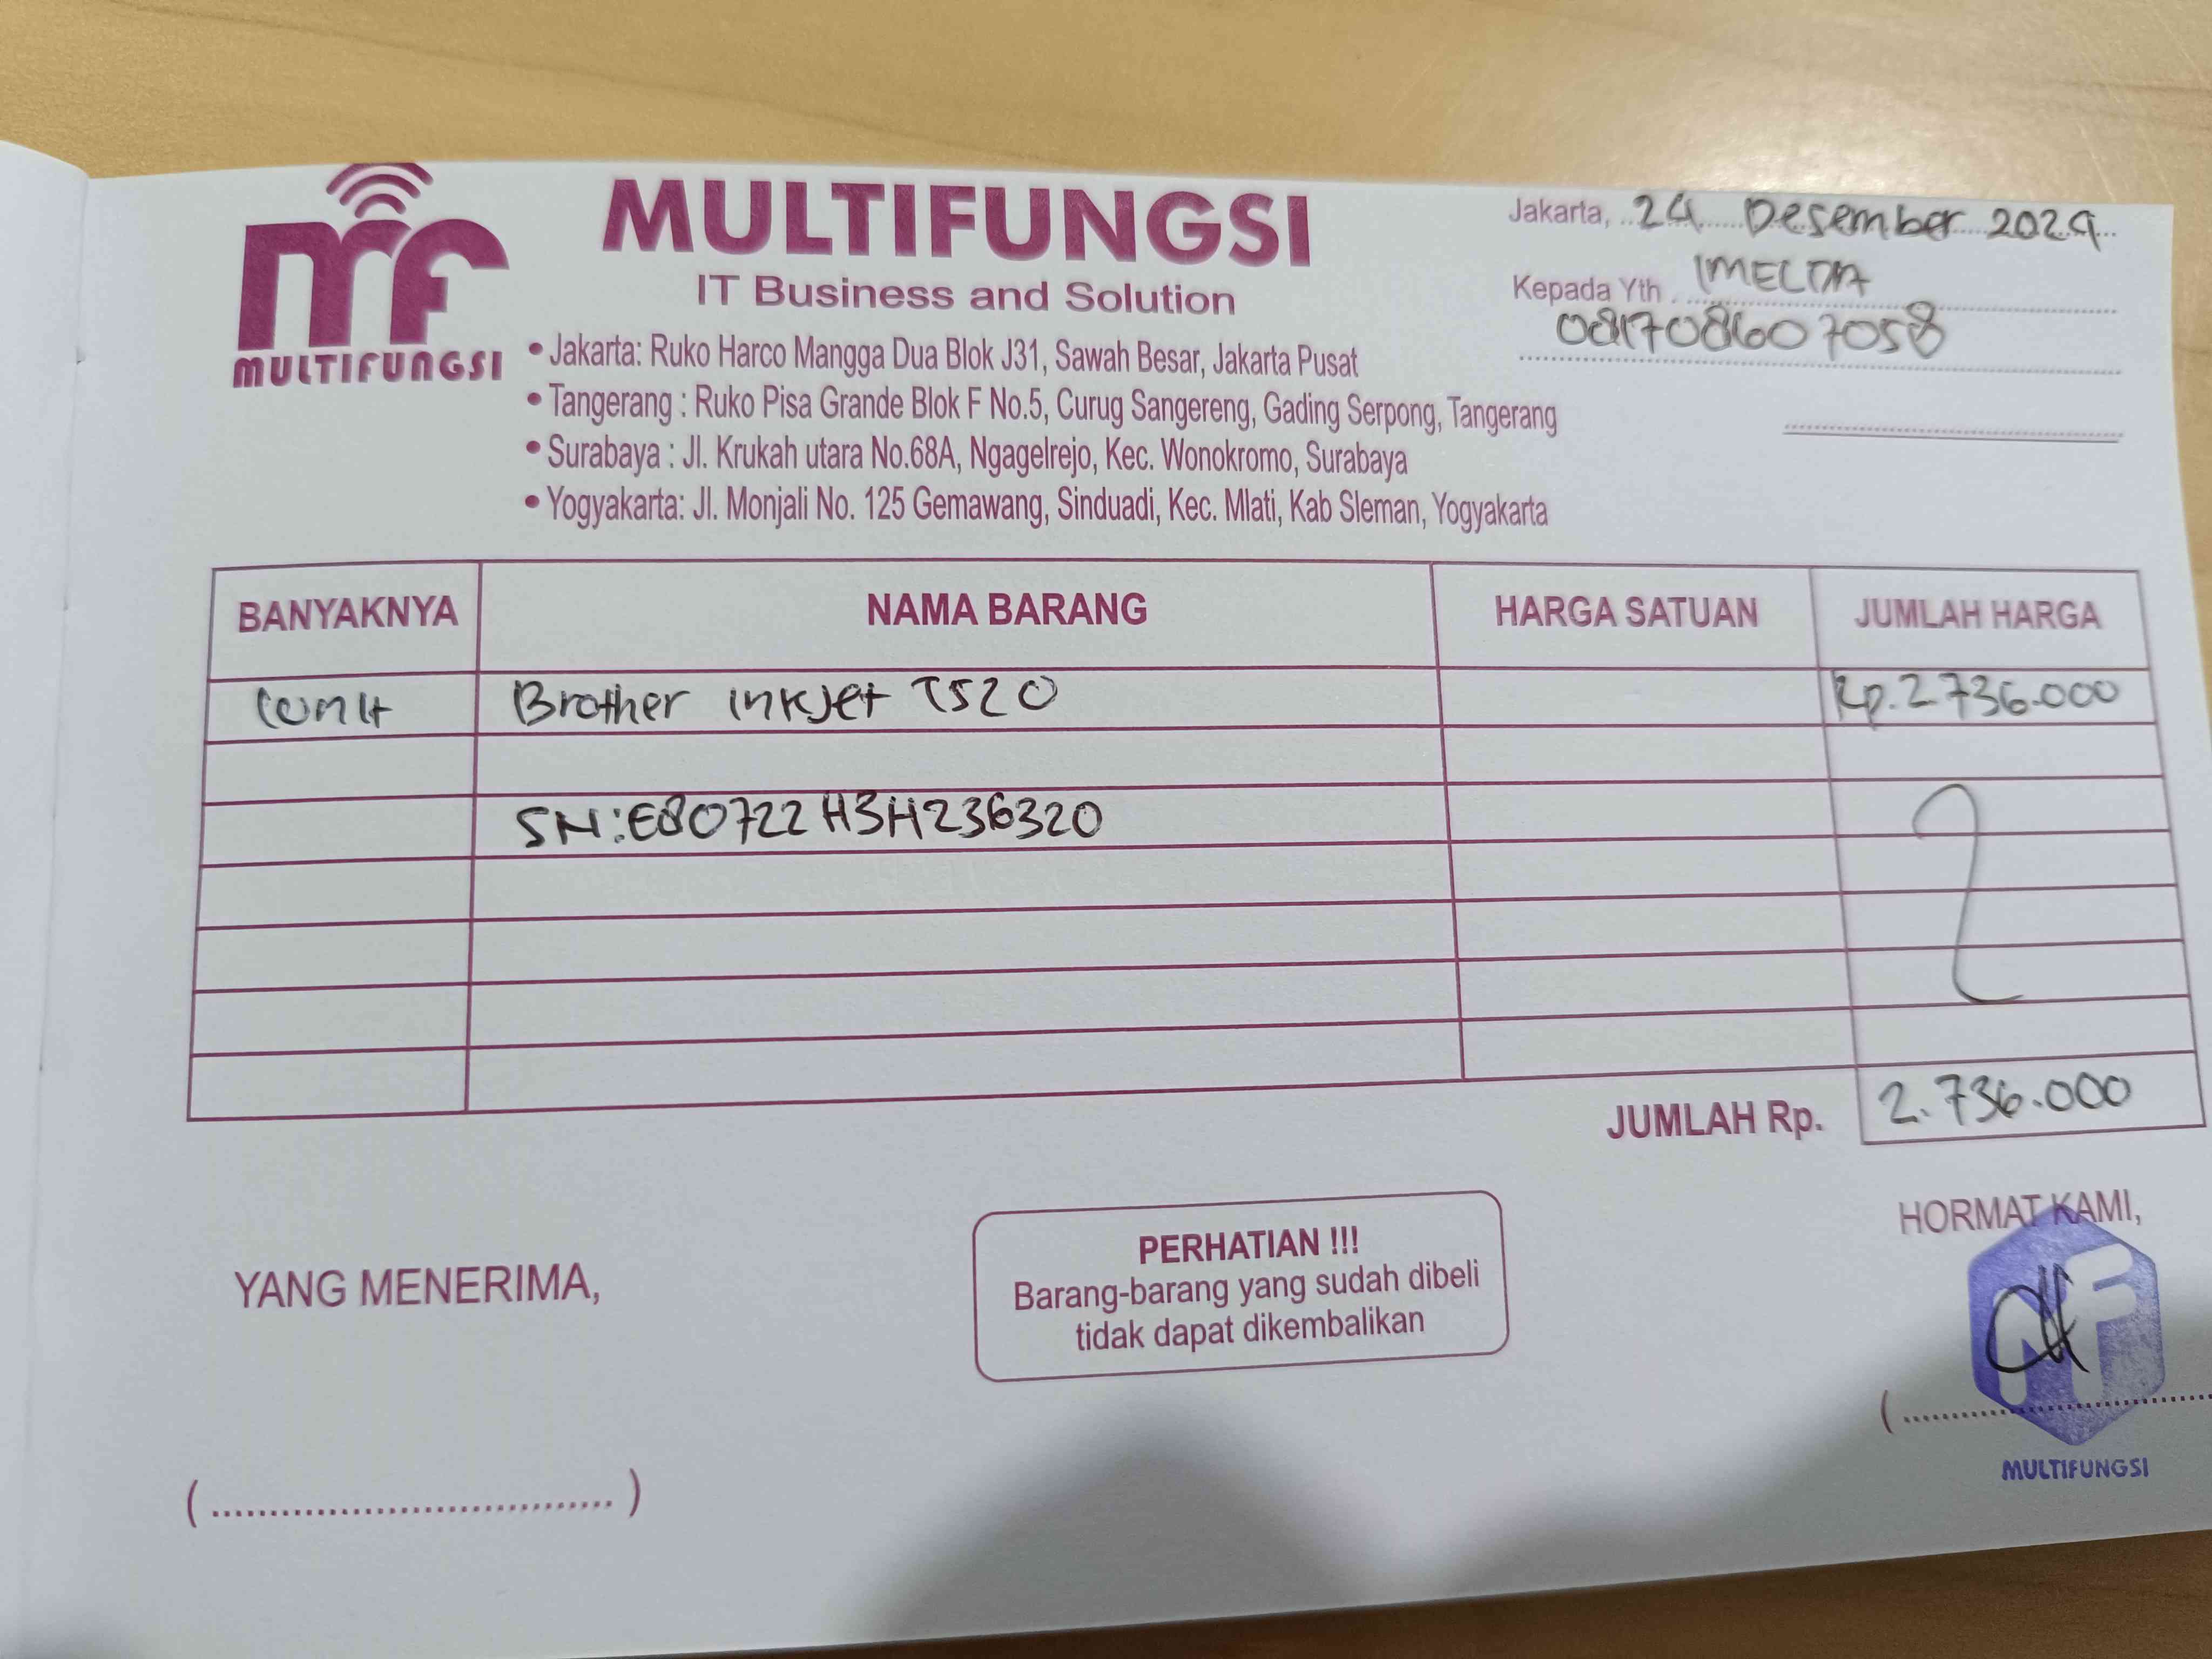 mf
MULTIFUNGSI
MULTIFUNGSI
IT Business and Solution
• Jakarta: Ruko Harco Mangga Dua Blok J31, Sawah Besar, Jakarta Pusat
• Tangerang : Ruko Pisa Grande Blok F No.5, Curug Sangereng, Gading Serpong, Tangerang
• Surabaya : Jl. Krukah utara No.68A, Ngagelrejo, Kec. Wonokromo, Surabaya
• Yogyakarta: Jl. Monjali No. 125 Gemawang, Sinduadi, Kec. Mlati, Kab Sleman, Yogyakarta
Jakarta, 24 Desember 2024
Kepada Yth. IMELDA
081708607058
BANYAKNYA NAMA BARANG HARGA SATUAN JUMLAH HARGA
1 unit Brother inkjet T520 Rp. 2.736.000
SN:E80722H3H236320
JUMLAH Rp. 2.736.000
YANG MENERIMA,
PERHATIAN !!!
Barang-barang yang sudah dibeli
tidak dapat dikembalikan
HORMAT KAMI,
MULTIFUNGSI